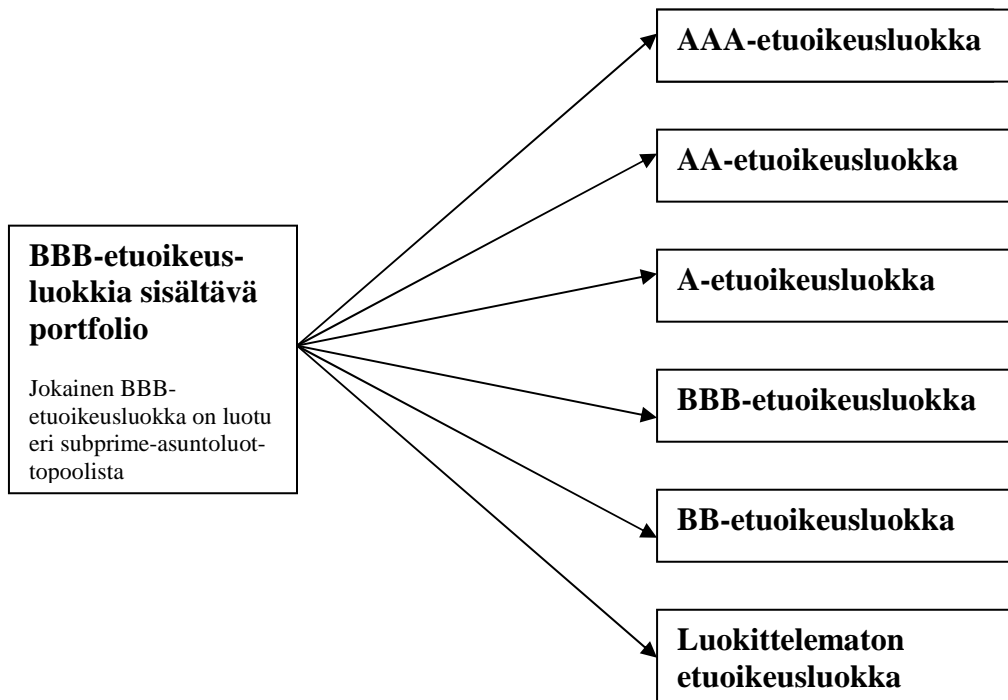 AAA-etuoikeusluokka
AA-etuoikeusluokka
BBB-etuoikeus-
luokkia sisältävä
portfolio
Jokainen BBB-
etuoikeusluokka on luotu
eri subprime-asuntoluot-
topoolista
A-etuoikeusluokka
BBB-etuoikeusluokka
BB-etuoikeusluokka
Luokittelematon
etuoikeusluokka